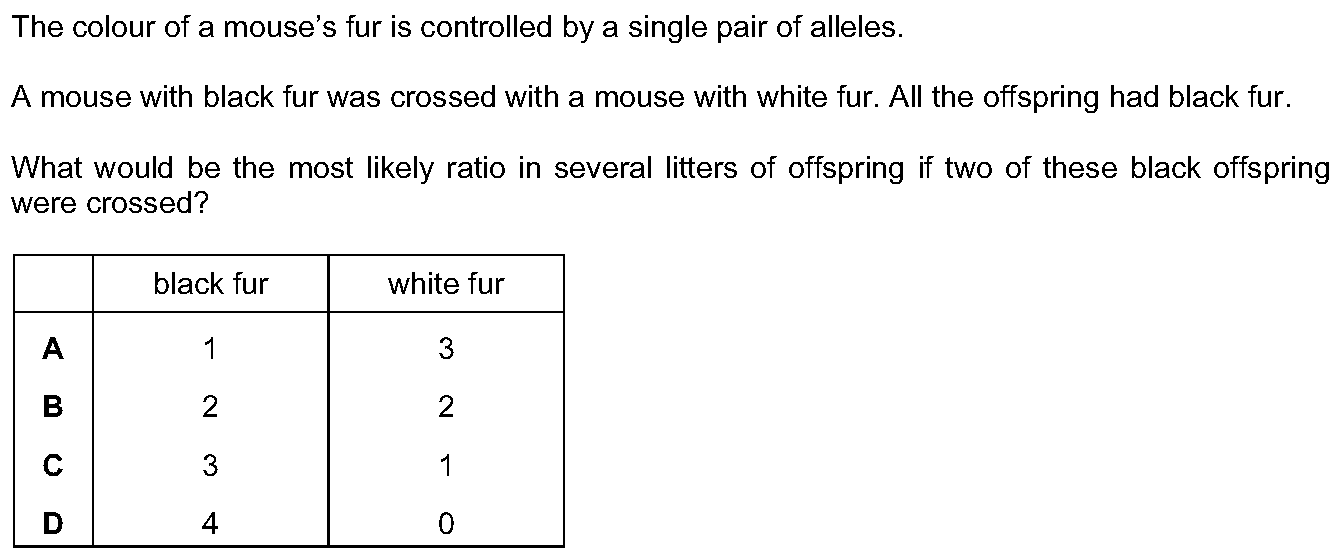 The colour of a mouse’s fur is controlled by a single pair of alleles.
A mouse with black fur was crossed with a mouse with white fur. All the offspring had black fur.
What would be the most likely ratio in several litters of offspring if two of these black offspring
were crossed?
black fur white fur
A 1 3
B 2 2
C 3 1
D 4 0